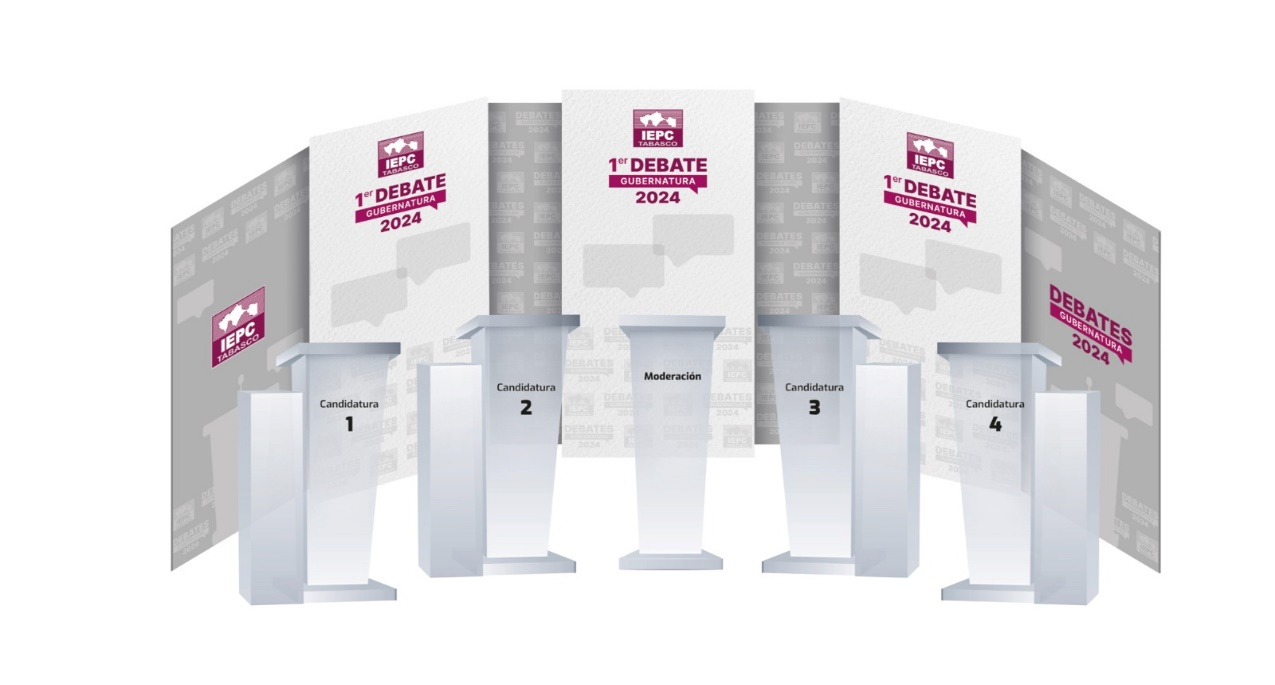 IEPC
TABASCO
1er DEBATE
GUBERNATURA
2024
IEPC
TABASCO
1er DEBATE
GUBERNATURA
2024
IEPC
TABASCO
1er DEBATE
GUBERNATURA
2024
IEPC
TABASCO
DEBATES
GUBERNATURA
2024
Candidatura
1
Candidatura
2
Moderación
Candidatura
3
Candidatura
4